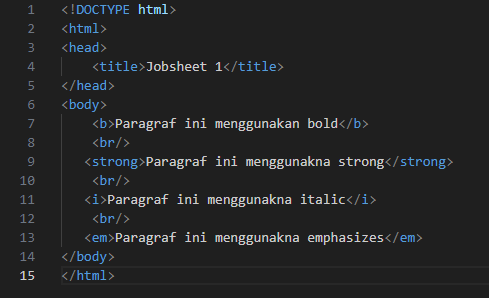 1 <!DOCTYPE html>
2 <html>
3 <head>
4     <title>Jobsheet 1</title>
5 </head>
6 <body>
7     <b>Paragraf ini menggunakan bold</b>
8     <br/>
9    <strong>Paragraf ini menggunakna strong</strong>
10     <br/>
11    <i>Paragraf ini menggunakna italic</i>
12     <br/>
13    <em>Paragraf ini menggunakna emphasizes</em>
14 </body>
15 </html>